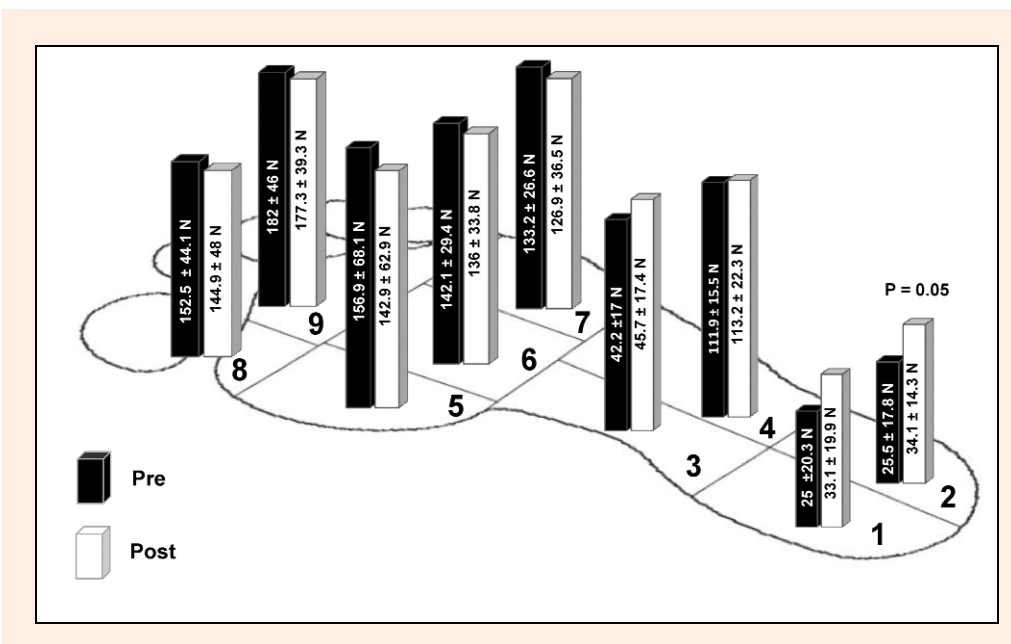 152.5 ± 44.1 N
144.9 ± 48 N
182 ± 46 N
177.3 ± 39.3 N
156.9 ± 68.1 N
142.9 ± 62.9 N
142.1 ± 29.4 N
136 ± 33.8 N
133.2 ± 26.6 N
126.9 ± 36.5 N
42.2 ±17 N
45.7 ± 17.4 N
111.9 ± 15.5 N
113.2 ± 22.3 N
25 ±20.3 N
33.1 ± 19.9 N
25.5 ± 17.8 N
34.1 ± 14.3 N
P = 0.05
9
7
8
6
5
4
3
2
1
Pre
Post